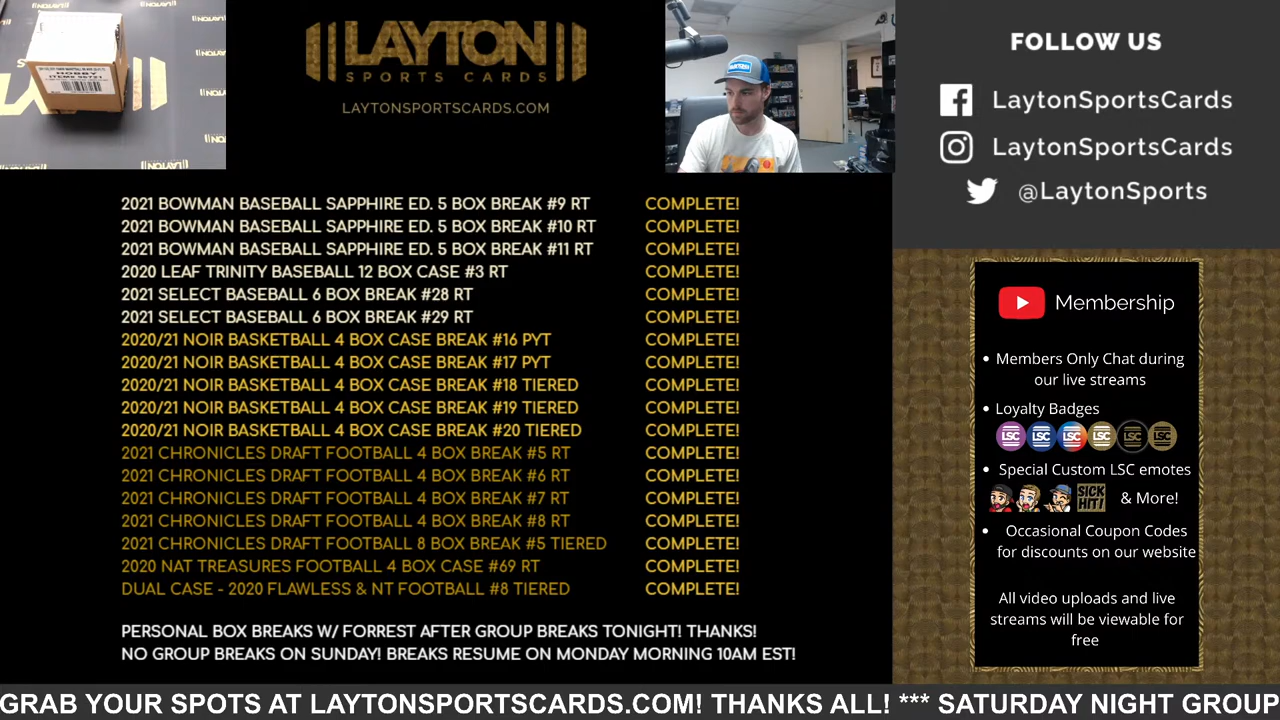 HOBBY
LAYTON
SPORTS CARDS
LAYTONSPORTSCARDS.COM
FOLLOW US
LaytonSportsCards
LaytonSportsCards
@LaytonSports
2021 BOWMAN BASEBALL SAPPHIRE ED. 5 BOX BREAK #9 RT COMPLETE!
2021 BOWMAN BASEBALL SAPPHIRE ED. 5 BOX BREAK #10 RT COMPLETE!
2021 BOWMAN BASEBALL SAPPHIRE ED. 5 BOX BREAK #11 RT COMPLETE!
2020 LEAF TRINITY BASEBALL 12 BOX CASE #3 RT COMPLETE!
2021 SELECT BASEBALL 6 BOX BREAK #28 RT COMPLETE!
2021 SELECT BASEBALL 6 BOX BREAK #29 RT COMPLETE!
2020/21 NOIR BASKETBALL 4 BOX CASE BREAK #16 PYT COMPLETE!
2020/21 NOIR BASKETBALL 4 BOX CASE BREAK #17 PYT COMPLETE!
2020/21 NOIR BASKETBALL 4 BOX CASE BREAK #18 TIERED COMPLETE!
2020/21 NOIR BASKETBALL 4 BOX CASE BREAK #19 TIERED COMPLETE!
2020/21 NOIR BASKETBALL 4 BOX CASE BREAK #20 TIERED COMPLETE!
2021 CHRONICLES DRAFT FOOTBALL 4 BOX BREAK #5 RT COMPLETE!
2021 CHRONICLES DRAFT FOOTBALL 4 BOX BREAK #6 RT COMPLETE!
2021 CHRONICLES DRAFT FOOTBALL 4 BOX BREAK #7 RT COMPLETE!
2021 CHRONICLES DRAFT FOOTBALL 4 BOX BREAK #8 RT COMPLETE!
2021 CHRONICLES DRAFT FOOTBALL 8 BOX BREAK #5 TIERED COMPLETE!
2020 NAT TREASURES FOOTBALL 4 BOX CASE #69 RT COMPLETE!
DUAL CASE - 2020 FLAWLESS & NT FOOTBALL #8 TIERED COMPLETE!
PERSONAL BOX BREAKS W/ FORREST AFTER GROUP BREAKS TONIGHT! THANKS!
NO GROUP BREAKS ON SUNDAY! BREAKS RESUME ON MONDAY MORNING 10AM EST!
Membership
• Members Only Chat during
our live streams
• Loyalty Badges
LSC LSC LSC LSC LSC LSC
• Special Custom LSC emotes
SICK HIT! & More!
• Occasional Coupon Codes
for discounts on our website
All video uploads and live
streams will be viewable for
free
GRAB YOUR SPOTS AT LAYTONSPORTSCARDS.COM! THANKS ALL! *** SATURDAY NIGHT GROUP